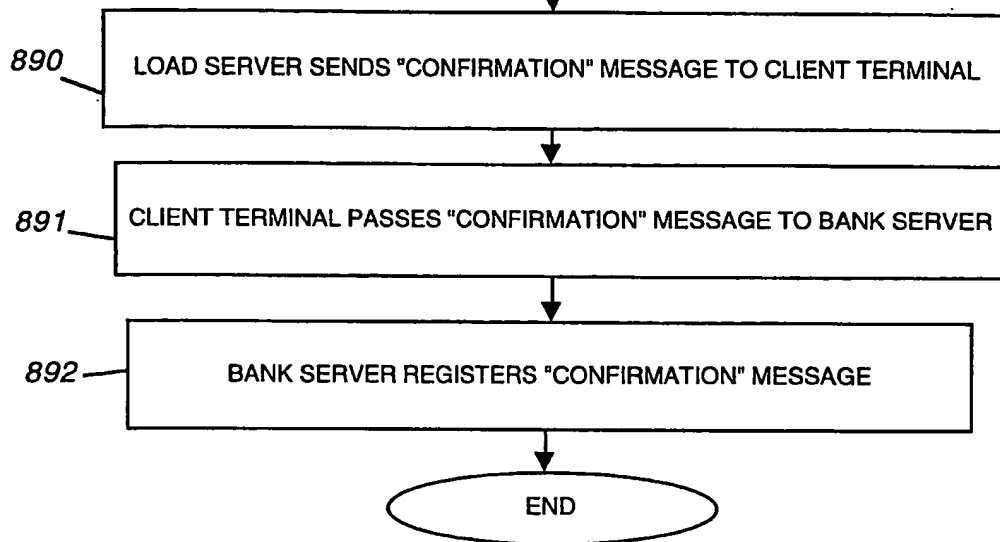 890
LOAD SERVER SENDS "CONFIRMATION" MESSAGE TO CLIENT TERMINAL
891
CLIENT TERMINAL PASSES "CONFIRMATION" MESSAGE TO BANK SERVER
892
BANK SERVER REGISTERS "CONFIRMATION" MESSAGE
END